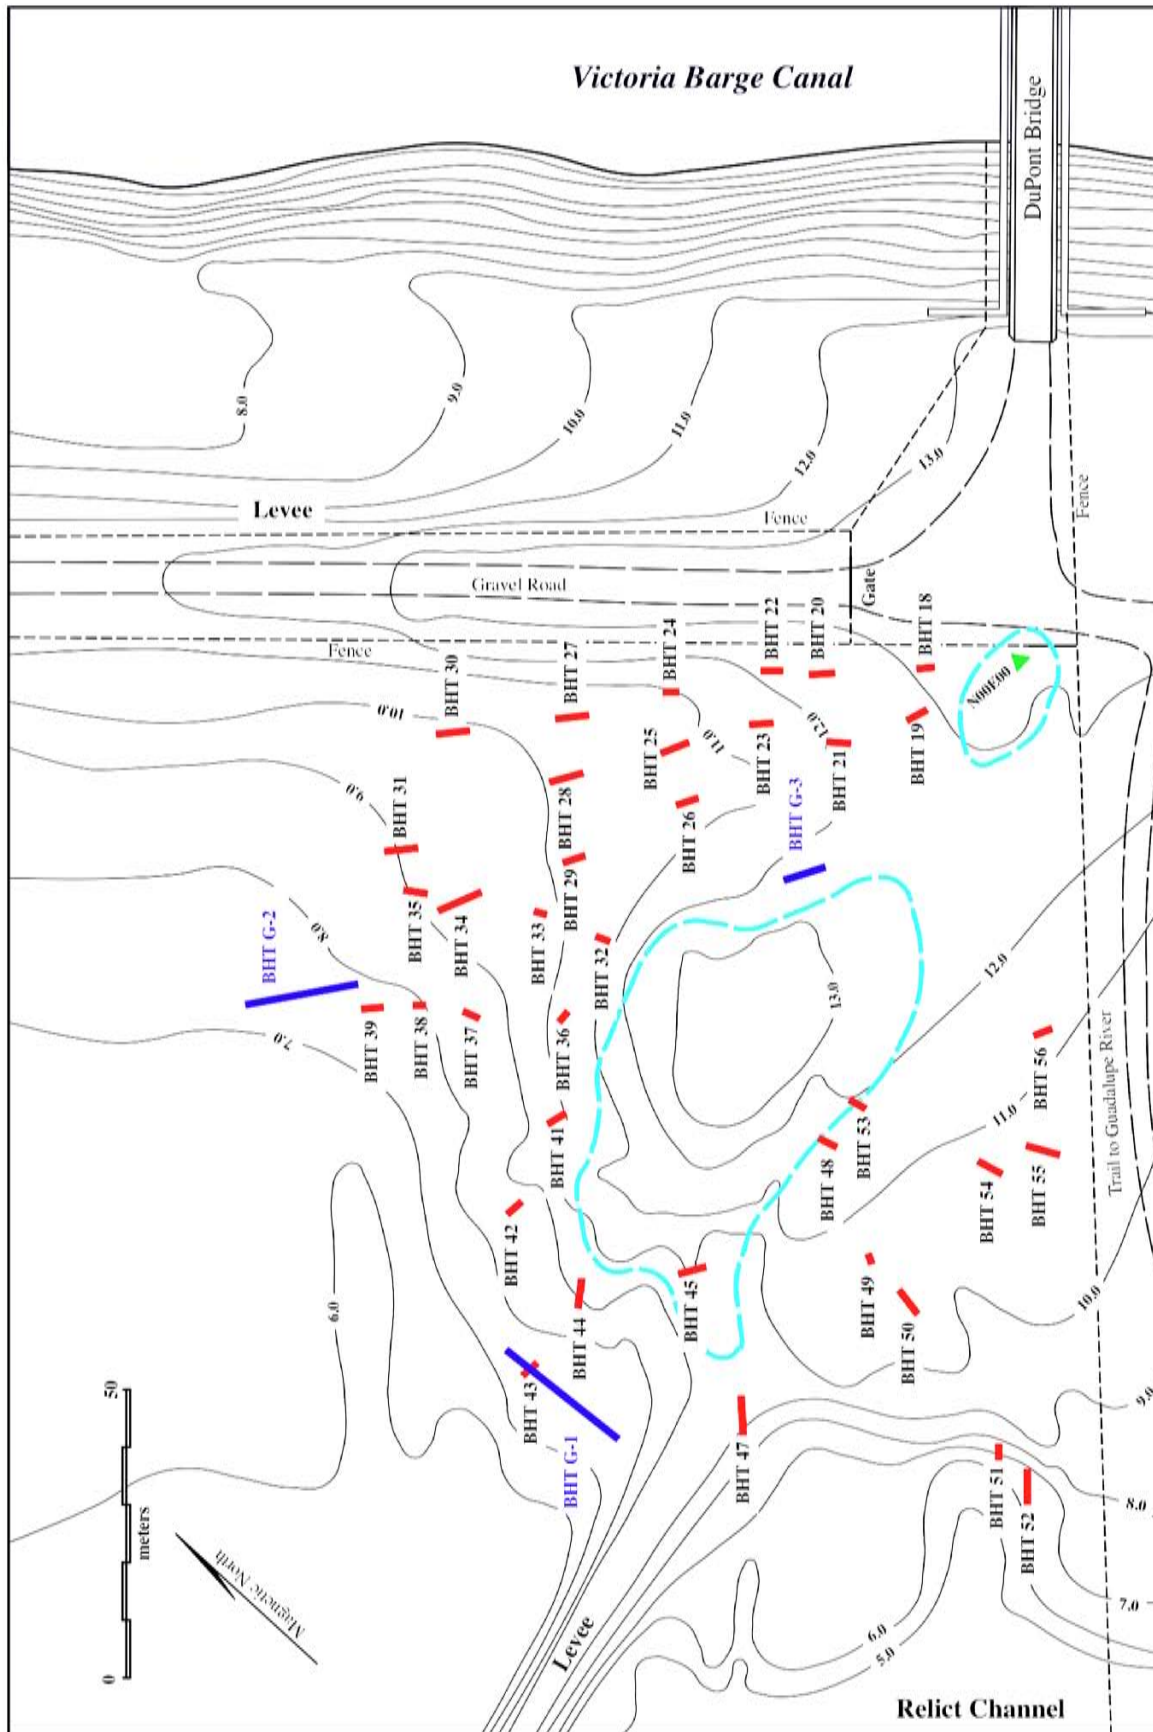 Victoria Barge Canal
DuPont Bridge
8.0
9.0
10.0
11.0
12.0
13.0
Levee
Fence
Fence
Gravel Road
Gate
Fence
BHT 18
BHT 20
BHT 22
BHT 24
BHT 27
BHT 30
N00E00
10.0
11.0
12.0
BHT 19
BHT 21
BHT 23
BHT 25
BHT 26
BHT 28
BHT G-3
9.0
BHT 31
BHT 29
BHT 35
BHT 34
BHT 33
BHT 32
8.0
BHT G-2
7.0
13.0
12.0
BHT 39
BHT 38
BHT 37
BHT 36
BHT 56
11.0
BHT 41
BHT 53
BHT 48
BHT 54
BHT 55
Trail to Guadalupe River
BHT 42
BHT 44
BHT 45
BHT 49
BHT 50
6.0
10.0
9.0
BHT 43
BHT G-1
BHT 47
BHT 51
BHT 52
8.0
7.0
6.0
5.0
0
50
meters
Magnetic North
Levee
Relict Channel